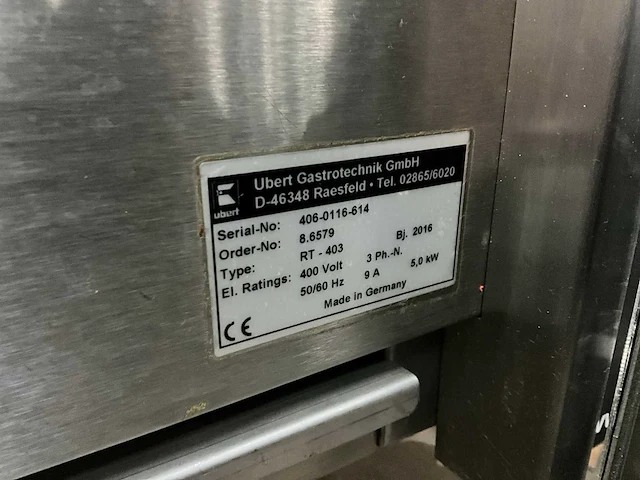 Ubert Gastrotechnik GmbH
D-46348 Raesfeld • Tel. 02865/6020
ubert
Serial-No: 406-0116-614
Order-No: 8.6579 Bj. 2016
Type: RT - 403
El. Ratings: 400 Volt 3 Ph.-N. 5,0 kW
50/60 Hz 9 A
Made in Germany
CE